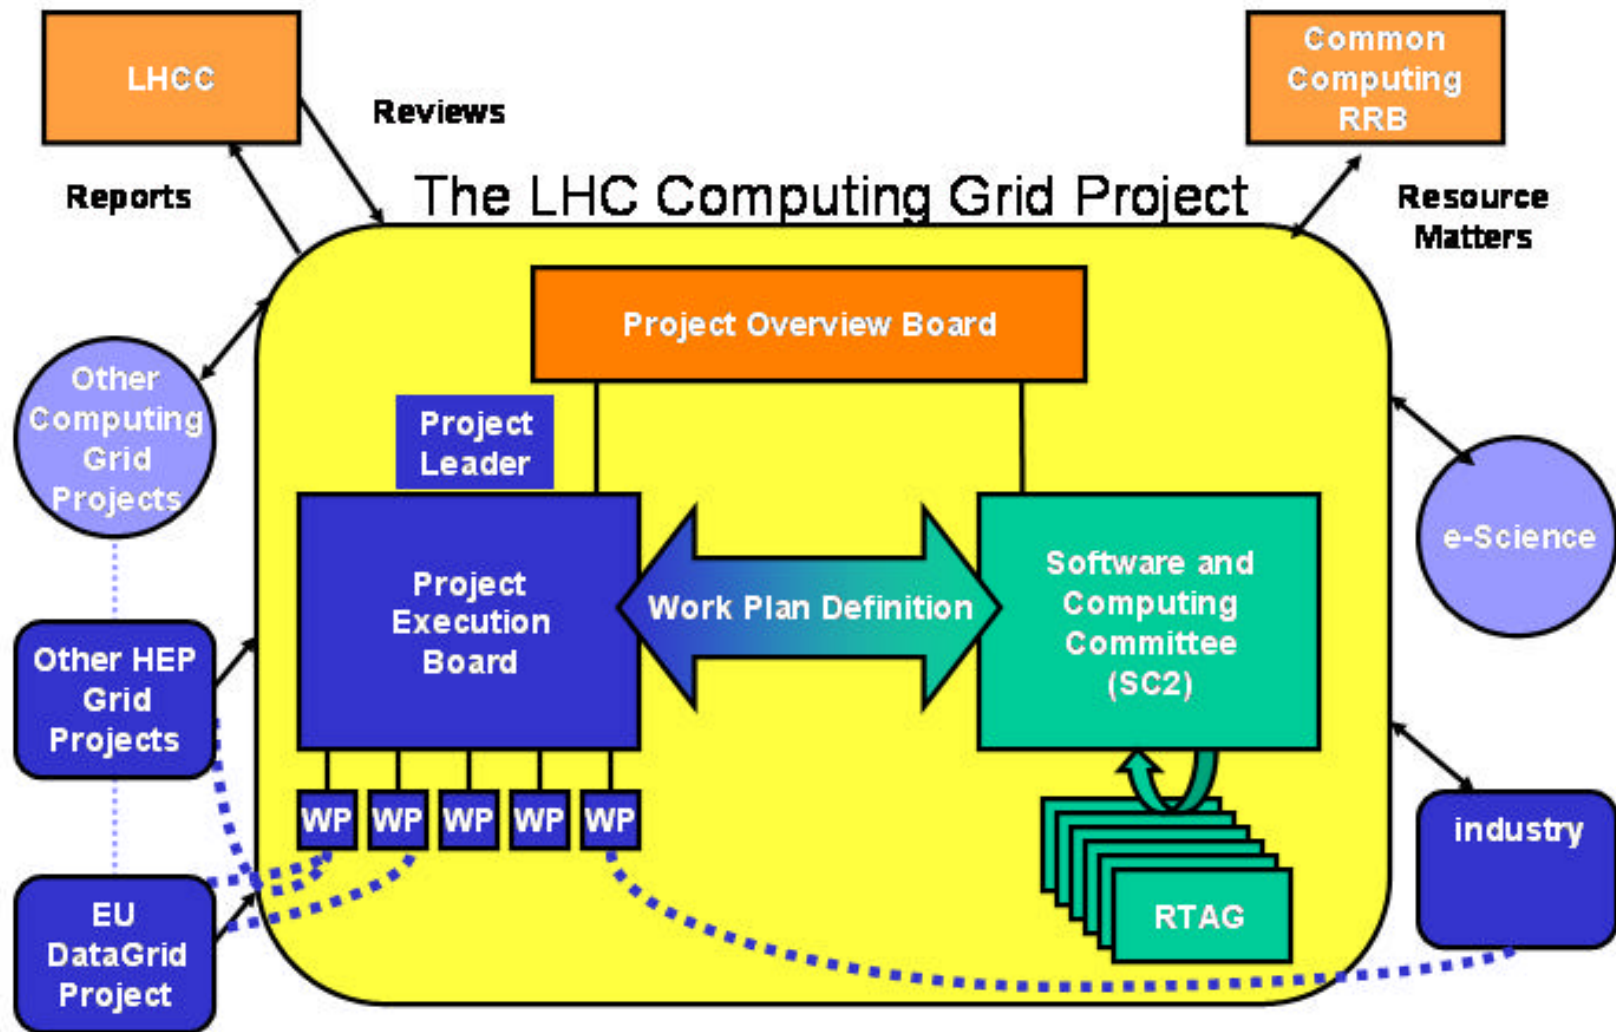 LHCC
Reviews
Reports
Common
Computing
RRB
Resource
Matters
The LHC Computing Grid Project
Project Overview Board
Project
Leader
Project
Execution
Board
Work Plan Definition
Software and
Computing
Committee
(SC2)
WP
WP
WP
WP
WP
RTAG
Other
Computing
Grid
Projects
Other HEP
Grid
Projects
EU
DataGrid
Project
e-Science
industry